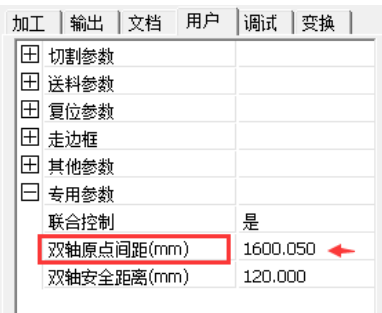 加工 输出 文档 用户 调试 变换
切割参数
送料参数
复位参数
走边框
其他参数
专用参数
联合控制 是
双轴原点间距(mm) 1600.050
双轴安全距离(mm) 120.000